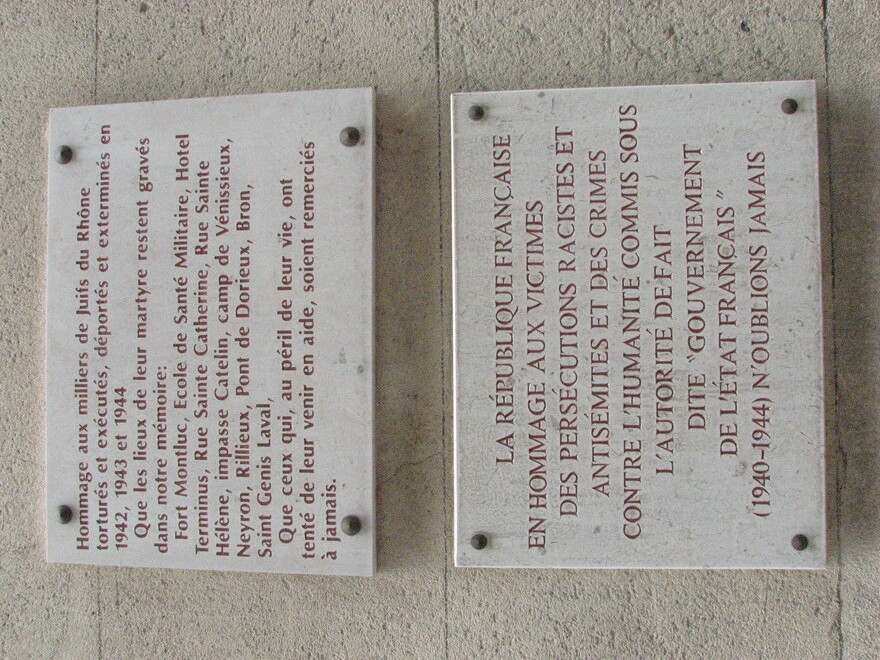 Hommage aux milliers de Juifs du Rhône
torturés et exécutés, déportés et exterminés en
1942, 1943 et 1944
Que les lieux de leur martyre restent gravés
dans notre mémoire:
Fort Montluc, Ecole de Santé Militaire, Hotel
Terminus, Rue Sainte Catherine, Rue Sainte
Hélène, impasse Catelin, camp de Vénissieux,
Neyron, Rillieux, Pont de Dorieux, Bron,
Saint Genis Laval,
Que ceux qui, au péril de leur vie, ont
tenté de leur venir en aide, soient remerciés
à jamais.
LA RÉPUBLIQUE FRANÇAISE
EN HOMMAGE AUX VICTIMES
DES PERSÉCUTIONS RACISTES ET
ANTISÉMITES ET DES CRIMES
CONTRE L'HUMANITÉ COMMIS SOUS
L'AUTORITÉ DE FAIT
DITE "GOUVERNEMENT
DE L'ÉTAT FRANÇAIS"
(1940-1944) N'OUBLIONS JAMAIS